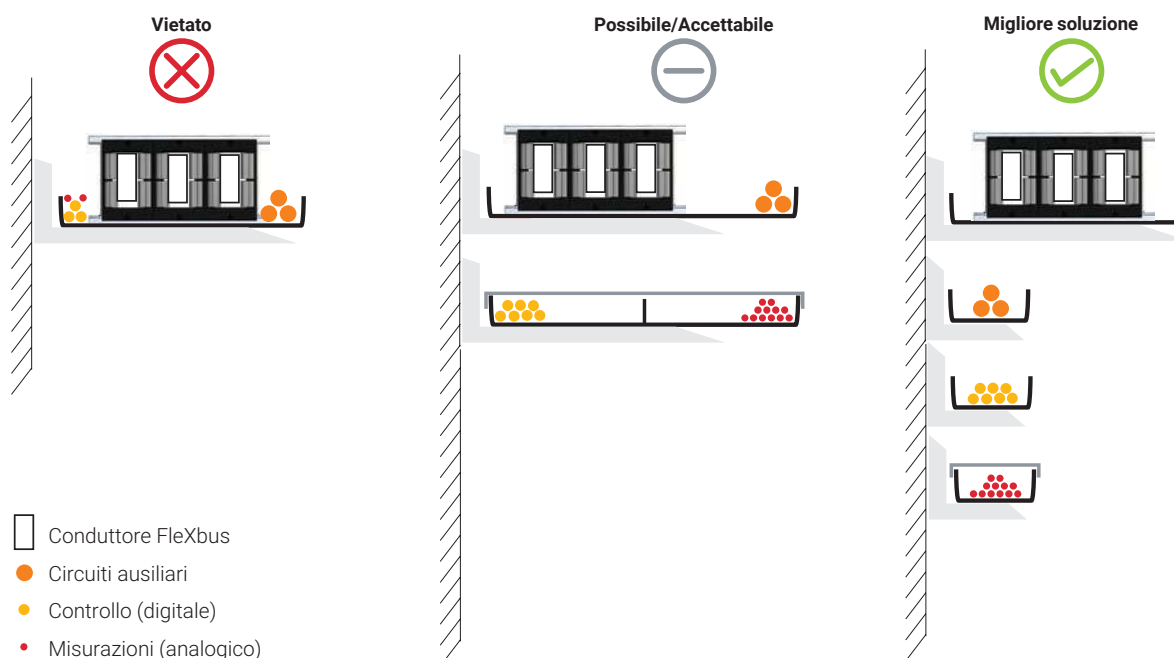 Vietato
Possibile/Accettabile
Migliore soluzione
Conduttore FleXbus
Circuiti ausiliari
Controllo (digitale)
Misurazioni (analogico)